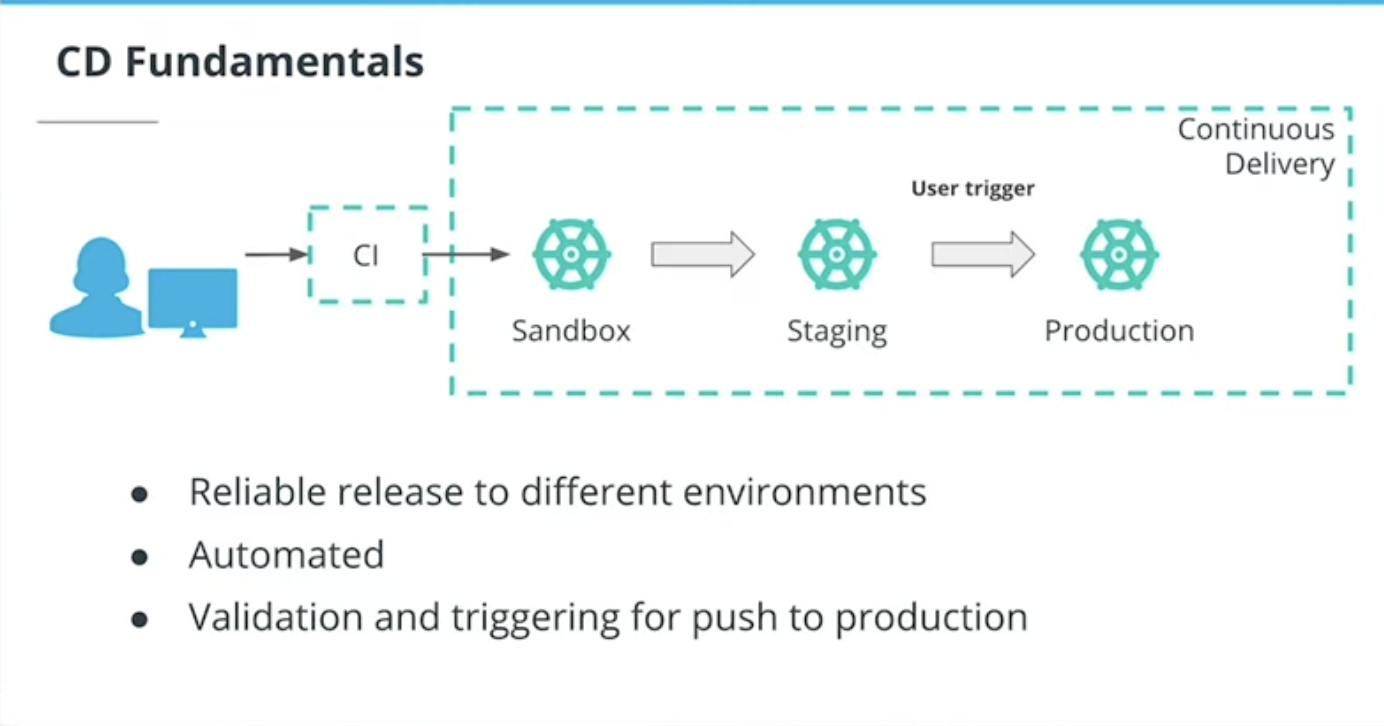 CD Fundamentals
Continuous
Delivery
User trigger
CI
Sandbox
Staging
Production
● Reliable release to different environments
● Automated
● Validation and triggering for push to production